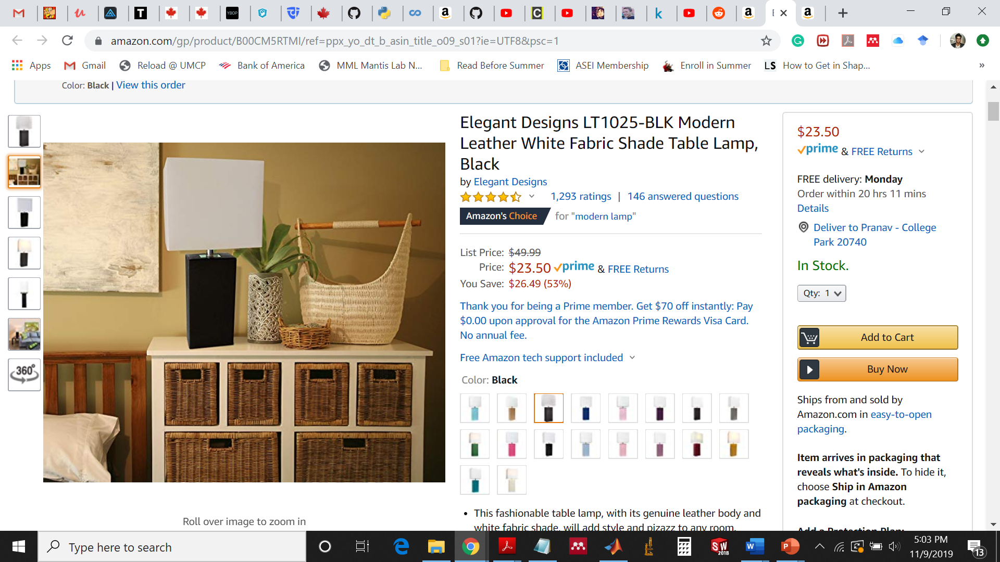 amazon.com/gp/product/B00CM5RTMI/ref=ppx_yo_dt_b_asin_title_o09_s01?ie=UTF8&psc=1
Apps Gmail Reload @ UMCP Bank of America MML Mantis Lab N... Read Before Summer ASEI Membership Enroll in Summer LS How to Get in Shap... »
Color: Black | View this order
Elegant Designs LT1025-BLK Modern
Leather White Fabric Shade Table Lamp,
Black
by Elegant Designs
1,293 ratings | 146 answered questions
Amazon's Choice for "modern lamp"
List Price: $49.99
Price: $23.50 prime & FREE Returns
You Save: $26.49 (53%)
Thank you for being a Prime member. Get $70 off instantly: Pay
$0.00 upon approval for the Amazon Prime Rewards Visa Card.
No annual fee.
Free Amazon tech support included
Color: Black
This fashionable table lamp, with its genuine leather body and
white fabric shade, will add style and pizazz to any room.
360°
Roll over image to zoom in
$23.50
prime & FREE Returns
FREE delivery: Monday
Order within 20 hrs 11 mins
Details
Deliver to Pranav - College
Park 20740
In Stock.
Qty: 1
Add to Cart
Buy Now
Ships from and sold by
Amazon.com in easy-to-open
packaging.
Item arrives in packaging that
reveals what's inside. To hide it,
choose Ship in Amazon
packaging at checkout.
Add a Protection Plan:
Type here to search
SW
2018
W
P
5:03 PM
11/9/2019
13